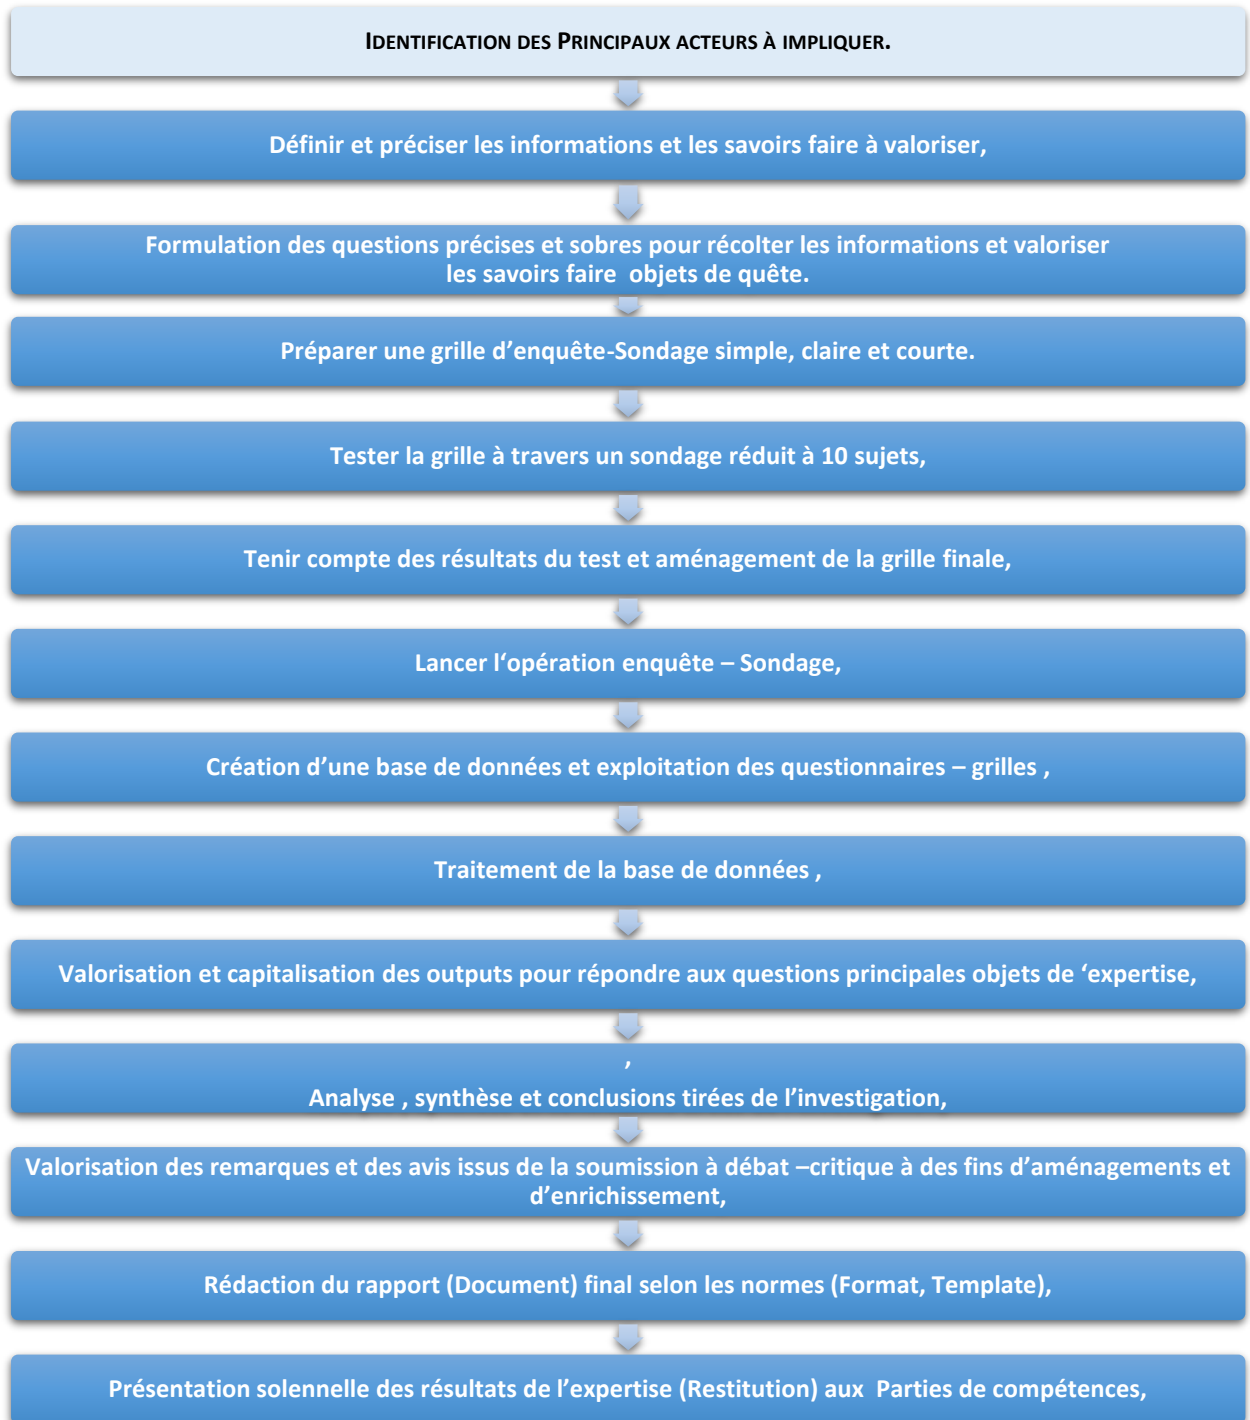 IDENTIFICATION DES PRINCIPAUX ACTEURS À IMPLIQUER.
Définir et préciser les informations et les savoirs faire à valoriser,
Formulation des questions précises et sobres pour récolter les informations et valoriser
les savoirs faire  objets de quête.
Préparer une grille d’enquête-Sondage simple, claire et courte.
Tester la grille à travers un sondage réduit à 10 sujets,
Tenir compte des résultats du test et aménagement de la grille finale,
Lancer l‘opération enquête – Sondage,
Création d’une base de données et exploitation des questionnaires – grilles ,
Traitement de la base de données ,
Valorisation et capitalisation des outputs pour répondre aux questions principales objets de ‘expertise,
,
Analyse , synthèse et conclusions tirées de l’investigation,
Valorisation des remarques et des avis issus de la soumission à débat –critique à des fins d’aménagements et
d’enrichissement,
Rédaction du rapport (Document) final selon les normes (Format, Template),
Présentation solennelle des résultats de l’expertise (Restitution) aux  Parties de compétences,